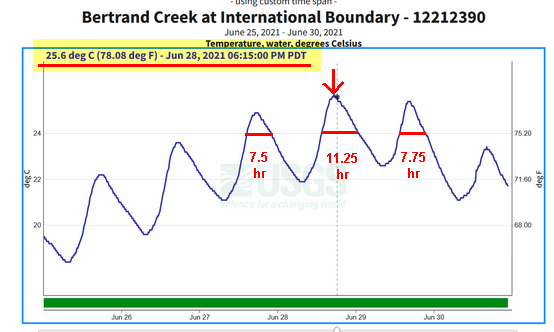 - using custom time span -
Bertrand Creek at International Boundary - 12212390
June 25, 2021 - June 30, 2021
Temperature, water, degrees Celsius
25.6 deg C (78.08 deg F) - Jun 28, 2021 06:15:00 PM PDT
24
22
20
deg C
7.5
hr
11.25
hr
7.75
hr
75.20
71.60
68.00
deg F
USGS
science for a changing world
Jun 26
Jun 27
Jun 28
Jun 29
Jun 30